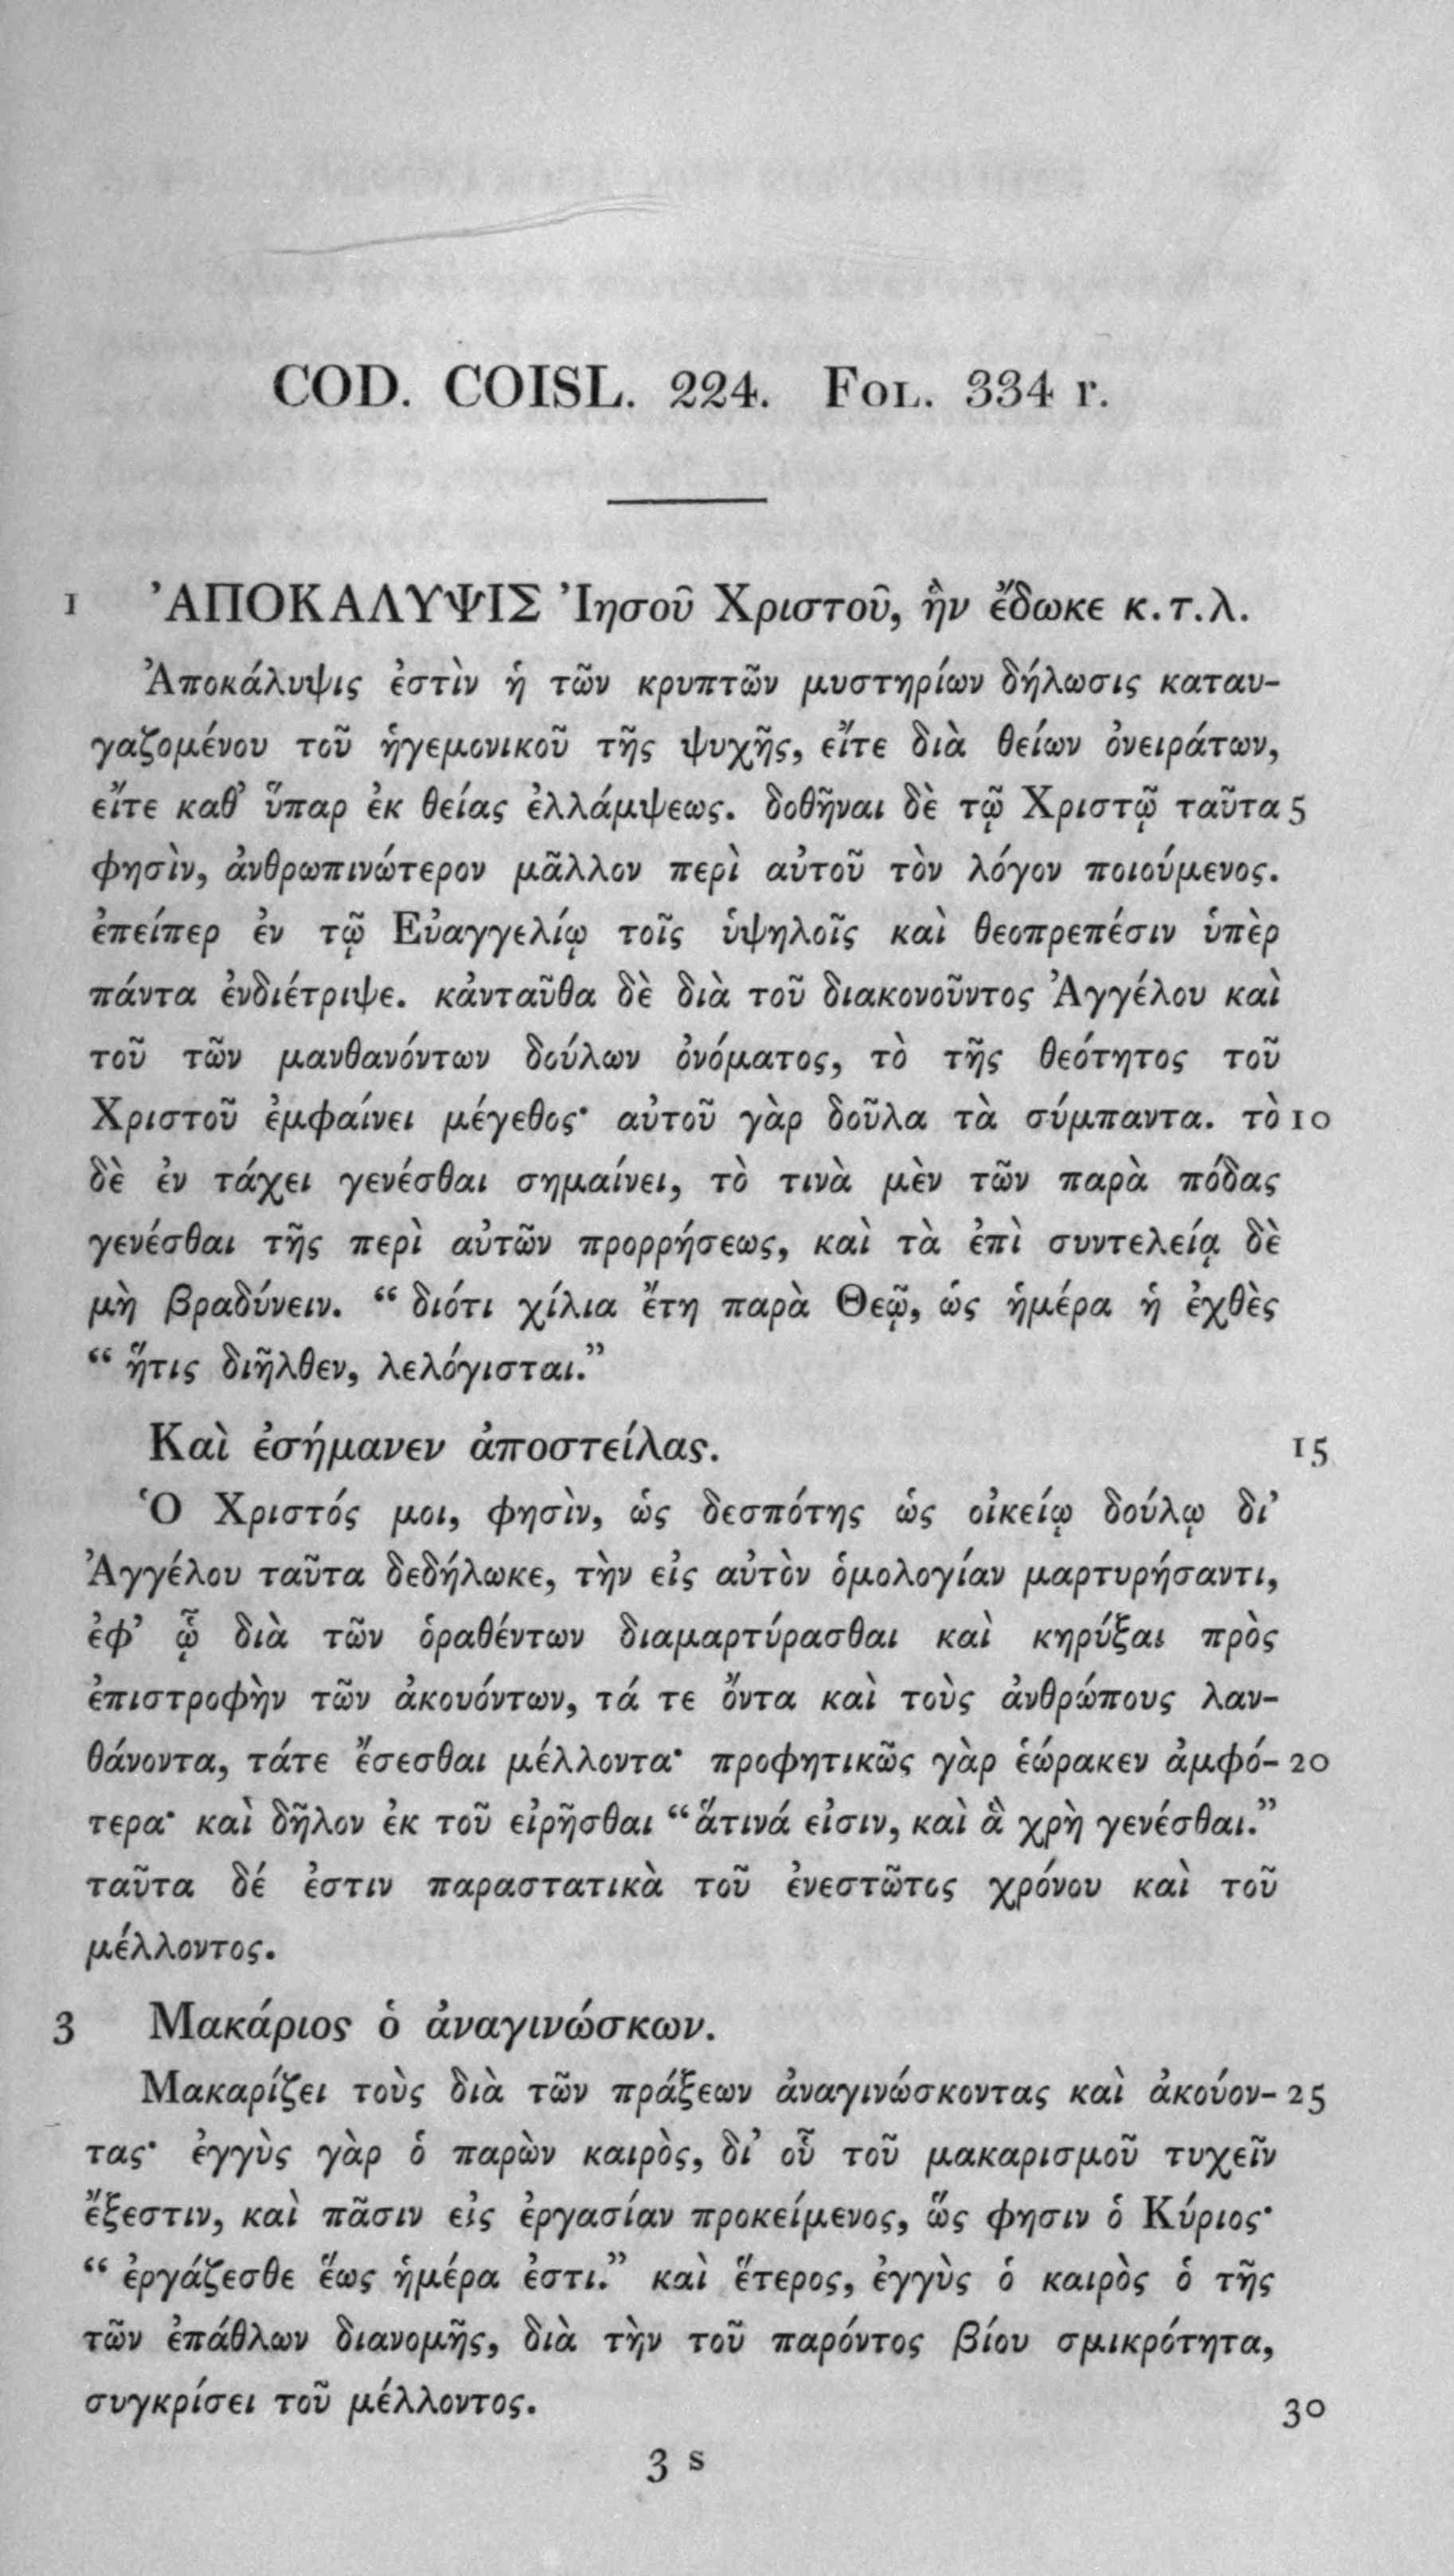 COD. COISL. 224. FOL. 334 r.
1 ἈΠΟΚΑΛΥΨΙΣ Ἰησοῦ Χριστοῦ, ἣν ἔδωκε κ.τ.λ.
Ἀποκάλυψις ἐστὶν ἡ τῶν κρυπτῶν μυστηρίων δήλωσις καταυ-
γαζομένου τοῦ ἡγεμονικοῦ τῆς ψυχῆς, εἴτε διὰ θείων ὀνειράτων,
εἴτε καθ’ ὕπαρ ἐκ θείας ἐλλάμψεως. δοθῆναι δὲ τῷ Χριστῷ ταῦτα 5
φησὶν, ἀνθρωπινώτερον μᾶλλον περὶ αὐτοῦ τὸν λόγον ποιούμενος.
ἐπείπερ ἐν τῷ Εὐαγγελίῳ τοῖς ὑψηλοῖς καὶ θεοπρεπέσιν ὑπὲρ
πάντα ἐνδιέτριψε. κἀνταῦθα δὲ διὰ τοῦ διακονοῦντος Ἀγγέλου καὶ
τοῦ τῶν μανθανόντων δούλων ὀνόματος, τὸ τῆς θεότητος τοῦ
Χριστοῦ ἐμφαίνει μέγεθος· αὐτοῦ γὰρ δοῦλα τὰ σύμπαντα. τὸ 10
δὲ ἐν τάχει γενέσθαι σημαίνει, τὸ τινὰ μὲν τῶν παρὰ πόδας
γενέσθαι τῆς περὶ αὐτῶν προρρήσεως, καὶ τὰ ἐπὶ συντελείᾳ δὲ
μὴ βραδύνειν. “ διότι χίλια ἔτη παρὰ Θεῷ, ὡς ἡμέρα ἡ ἐχθὲς
“ ἥτις διῆλθεν, λελόγισται.”
Καὶ ἐσήμανεν ἀποστείλας. 15
Ὁ Χριστός μοι, φησὶν, ὡς δεσπότης ὡς οἰκείῳ δούλῳ δι’
Ἀγγέλου ταῦτα δεδήλωκε, τὴν εἰς αὐτὸν ὁμολογίαν μαρτυρήσαντι,
ἐφ’ ᾧ διὰ τῶν ὁραθέντων διαμαρτύρασθαι καὶ κηρύξαι πρὸς
ἐπιστροφὴν τῶν ἀκουόντων, τά τε ὄντα καὶ τοὺς ἀνθρώπους λαν-
θάνοντα, τάτε ἔσεσθαι μέλλοντα· προφητικῶς γὰρ ἑώρακεν ἀμφό- 20
τερα· καὶ δῆλον ἐκ τοῦ εἰρῆσθαι “ ἅτινά εἰσιν, καὶ ἃ χρὴ γενέσθαι.”
ταῦτα δέ ἐστιν παραστατικὰ τοῦ ἐνεστῶτος χρόνου καὶ τοῦ
μέλλοντος.
3 Μακάριος ὁ ἀναγινώσκων.
Μακαρίζει τοὺς διὰ τῶν πράξεων ἀναγινώσκοντας καὶ ἀκούον- 25
τας· ἐγγὺς γὰρ ὁ παρὼν καιρὸς, δι’ οὗ τοῦ μακαρισμοῦ τυχεῖν
ἔξεστιν, καὶ πᾶσιν εἰς ἐργασίαν προκείμενος, ὥς φησιν ὁ Κύριος·
“ ἐργάζεσθε ἕως ἡμέρα ἐστι.” καὶ ἕτερος, ἐγγὺς ὁ καιρὸς ὁ τῆς
τῶν ἐπάθλων διανομῆς, διὰ τὴν τοῦ παρόντος βίου σμικρότητα,
συγκρίσει τοῦ μέλλοντος. 30
3 s